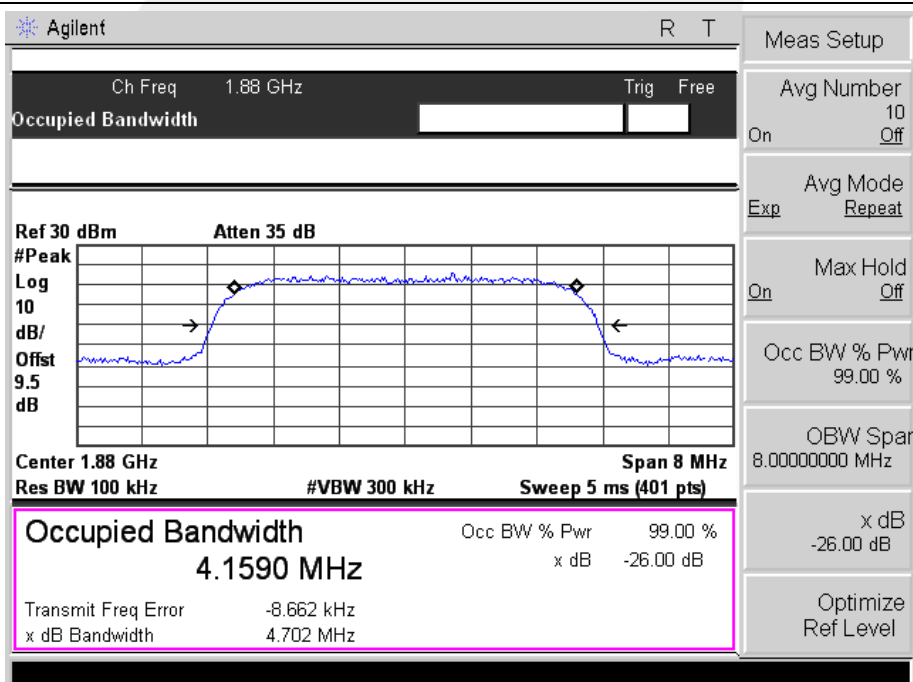 Agilent R T
Ch Freq 1.88 GHz Trig Free
Occupied Bandwidth
Ref 30 dBm Atten 35 dB
#Peak
Log
10
dB/
Offst
9.5
dB
Center 1.88 GHz Span 8 MHz
Res BW 100 kHz #VBW 300 kHz Sweep 5 ms (401 pts)
Occupied Bandwidth
4.1590 MHz
Occ BW % Pwr 99.00 %
x dB -26.00 dB
Transmit Freq Error -8.662 kHz
x dB Bandwidth 4.702 MHz
Meas Setup
Avg Number
10
On Off
Avg Mode
Exp Repeat
Max Hold
On Off
Occ BW % Pwr
99.00 %
OBW Span
8.00000000 MHz
x dB
-26.00 dB
Optimize
Ref Level